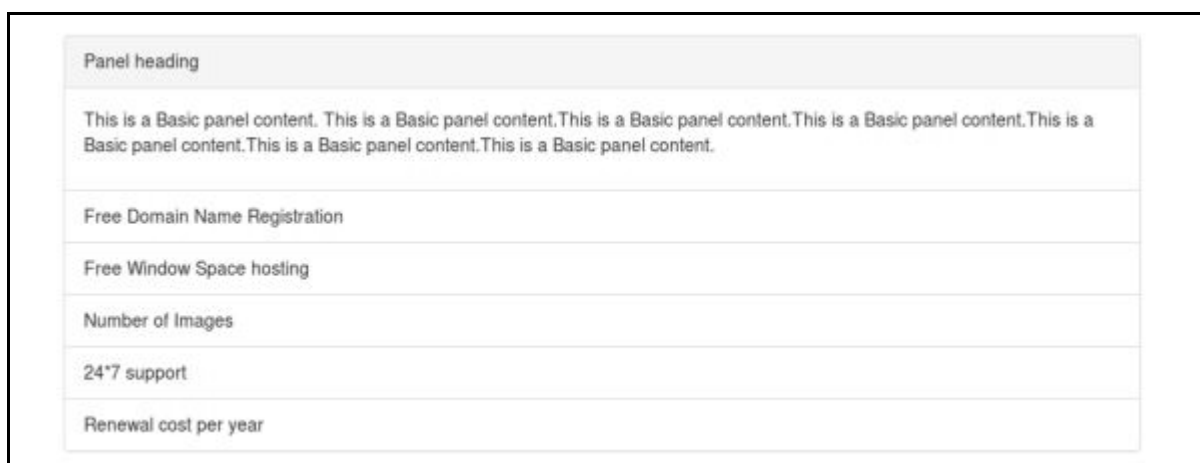 Panel heading
This is a Basic panel content. This is a Basic panel content.This is a Basic panel content.This is a Basic panel content.This is a
Basic panel content.This is a Basic panel content.This is a Basic panel content.
Free Domain Name Registration
Free Window Space hosting
Number of Images
24*7 support
Renewal cost per year